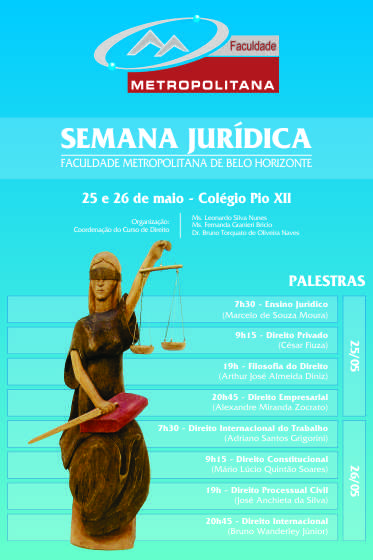 Faculdade
METROPOLITANA
SEMANA JURÍDICA
FACULDADE METROPOLITANA DE BELO HORIZONTE
25 e 26 de maio - Colégio Pio XII
Organização:
Coordenação do Curso de Direito
Ms. Leonardo Silva Nunes
Ms. Fernanda Granieri Brício
Dr. Bruno Torquato de Oliveira Naves
PALESTRAS
7h30 - Ensino Jurídico
(Marcelo de Souza Moura)
9h15 - Direito Privado
(César Fiuza)
19h - Filosofia do Direito
(Arthur José Almeida Diniz)
20h45 - Direito Empresarial
(Alexandre Miranda Zocrato)
25/05
7h30 - Direito Internacional do Trabalho
(Adriano Santos Grigorini)
9h15 - Direito Constitucional
(Mário Lúcio Quintão Soares)
19h - Direito Processual Civil
(José Anchieta da Silva)
20h45 - Direito Internacional
(Bruno Wanderley Júnior)
26/05